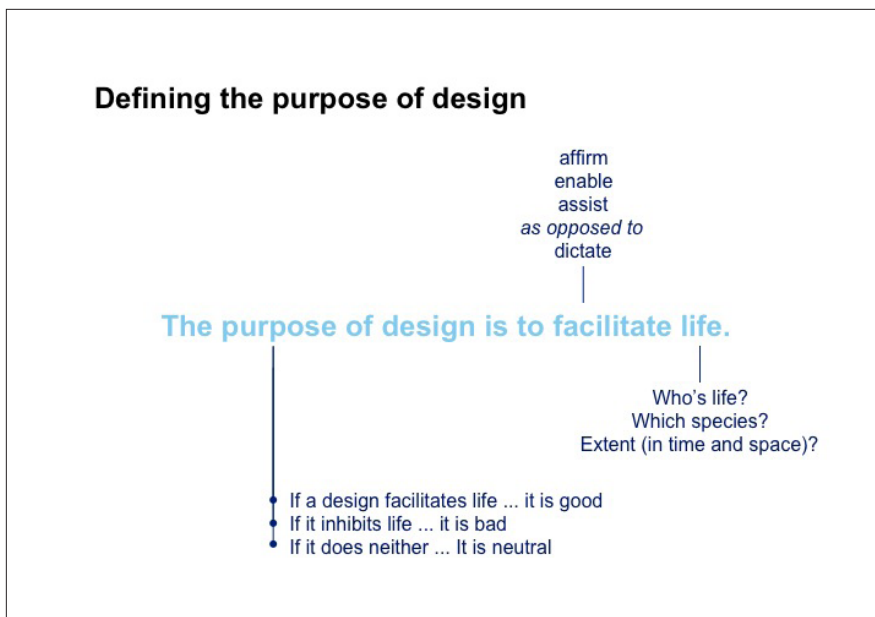 Defining the purpose of design
affirm
enable
assist
as opposed to
dictate
The purpose of design is to facilitate life.
Who's life?
Which species?
Extent (in time and space)?
If a design facilitates life ... it is good
If it inhibits life ... it is bad
If it does neither ... It is neutral